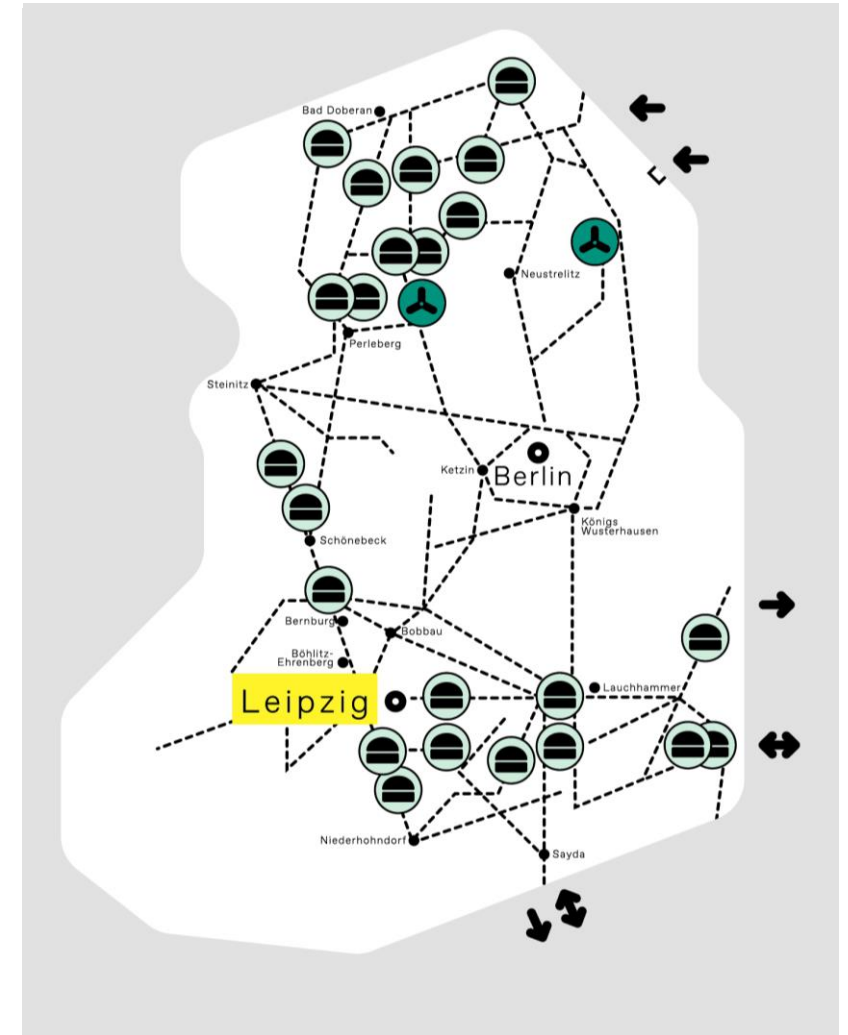 Bad Doberan
Neustrelitz
Perleberg
Steinitz
Ketzin
Berlin
Königs
Wusterhausen
Schönebeck
Bernburg
Bobbau
Böhlitz-
Ehrenberg
Lauchhammer
Leipzig
Niederhohndorf
Sayda